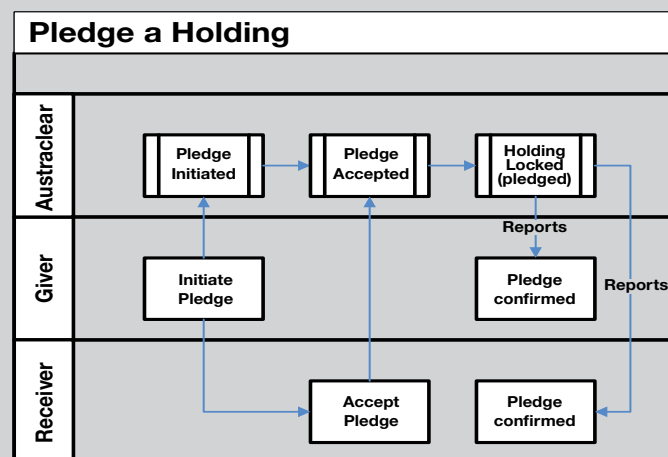 Pledge a Holding
Austraclear
Pledge
Initiated
Pledge
Accepted
Holding
Locked
(pledged)
Reports
Giver
Initiate
Pledge
Pledge
confirmed
Reports
Receiver
Accept
Pledge
Pledge
confirmed